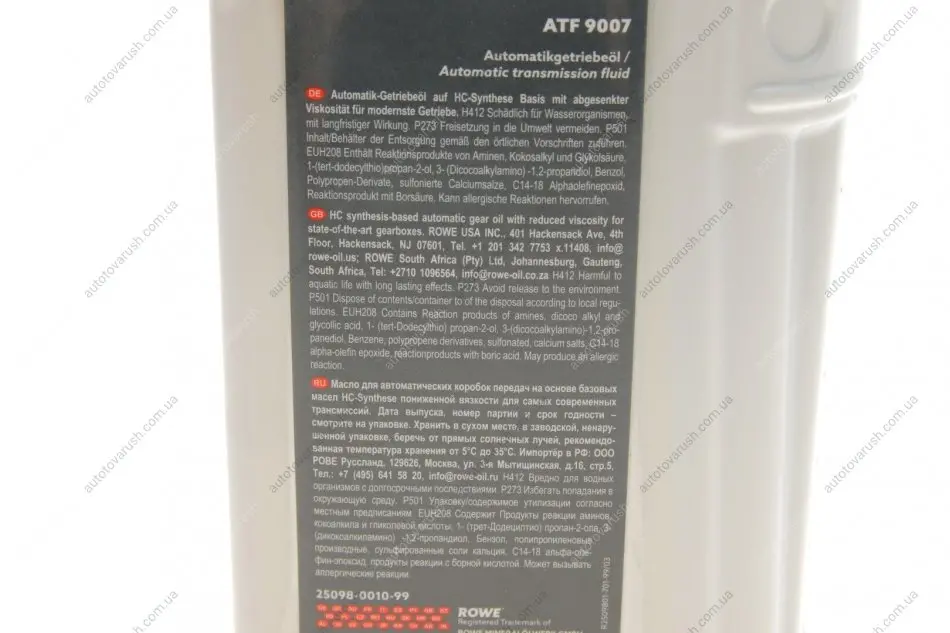 ATF 9007
Automatikgetriebeöl /
Automatic transmission fluid
DE Automatik-Getriebeöl auf HC-Synthese Basis mit abgesenkter
Viskosität für modernste Getriebe. H412 Schädlich für Wasserorganismen,
mit langfristiger Wirkung. P273 Freisetzung in die Umwelt vermeiden. P501
Inhalt/Behälter der Entsorgung gemäß den örtlichen Vorschriften zuführen.
EUH208 Enthält Reaktionsprodukte von Aminen, Kokosalkyl und Glykolsäure,
1-(tert-dodecylthio)propan-2-ol, 3- (Dicocoalkylamino) -1,2-propandiol, Benzol,
Polypropylen-Derivate, sulfonierte Calciumsalze, C14-18 Alphaolefinepoxid,
Reaktionsprodukt mit Borsäure. Kann allergische Reaktionen hervorrufen.
GB HC synthesis-based automatic gear oil with reduced viscosity for
state-of-the-art gearboxes. ROWE USA INC., 401 Hackensack Ave, 4th
Floor, Hackensack, NJ 07601, Tel. +1 201 342 7753 x.11408, info@
rowe-oil.us; ROWE South Africa (Pty) Ltd, Johannesburg, Gauteng,
South Africa, Tel: +2710 1096564, info@rowe-oil.co.za H412 Harmful to
aquatic life with long lasting effects. P273 Avoid release to the environment.
P501 Dispose of contents/container to of the disposal according to local regu-
lations. EUH208 Contains Reaction products of amines, dicoco alkyl and
glycollic acid, 1- (tert-Dodecylthio) propan-2-ol, 3-(dicocoalkylamino)-1,2-pro-
panediol, Benzene, polypropene derivatives, sulfonated, calcium salts, C14-18
alpha-olefin epoxide, reactionproducts with boric acid. May produce an allergic
reaction.
RU Масло для автоматических коробок передач на основе базовых
масел HC-Synthese пониженной вязкости для самых современных
трансмиссий. Дата выпуска, номер партии и срок годности –
смотрите на упаковке. Хранить в сухом месте, в заводской, ненару-
шенной упаковке, беречь от прямых солнечных лучей, рекомендо-
ванная температура хранения от 5°C до 35°C. Импортёр в РФ: ООО
РОВЕ Руссланд, 129626, Москва, ул. 3-я Мытищинская, д.16, стр.5,
Тел.: +7 (495) 641 58 20, info@rowe-oil.ru H412 Вредно для водных
организмов с долгосрочными последствиями. P273 Избегать попадания в
окружающую среду. P501 Упаковку/содержимое утилизации согласно
местным предписаниям. EUH208 Содержит Продукты реакции аминов,
кокоалкила и гликолевой кислоты, 1- (трет-Додецилтио) пропан-2-ола, 3-
(дикокоалкиламино) -1,2-пропандиол, Бензол, полипропиленовые
производные, сульфированные соли кальция, C14-18 альфа-оле-
фин-эпоксид, продукты реакции с борной кислотой. Может вызывать
аллергические реакции.
25098-0010-99
ROWE
Registered Trademark of
autotovarush.com.ua